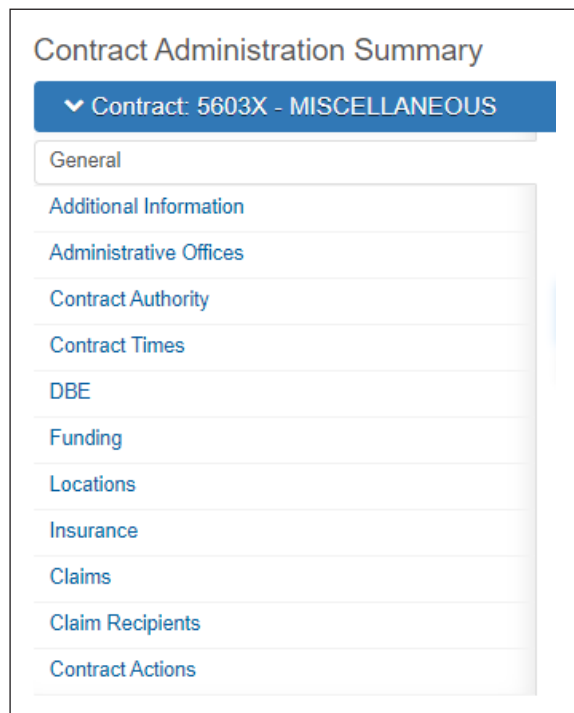 Contract Administration Summary
Contract: 5603X - MISCELLANEOUS
General
Additional Information
Administrative Offices
Contract Authority
Contract Times
DBE
Funding
Locations
Insurance
Claims
Claim Recipients
Contract Actions